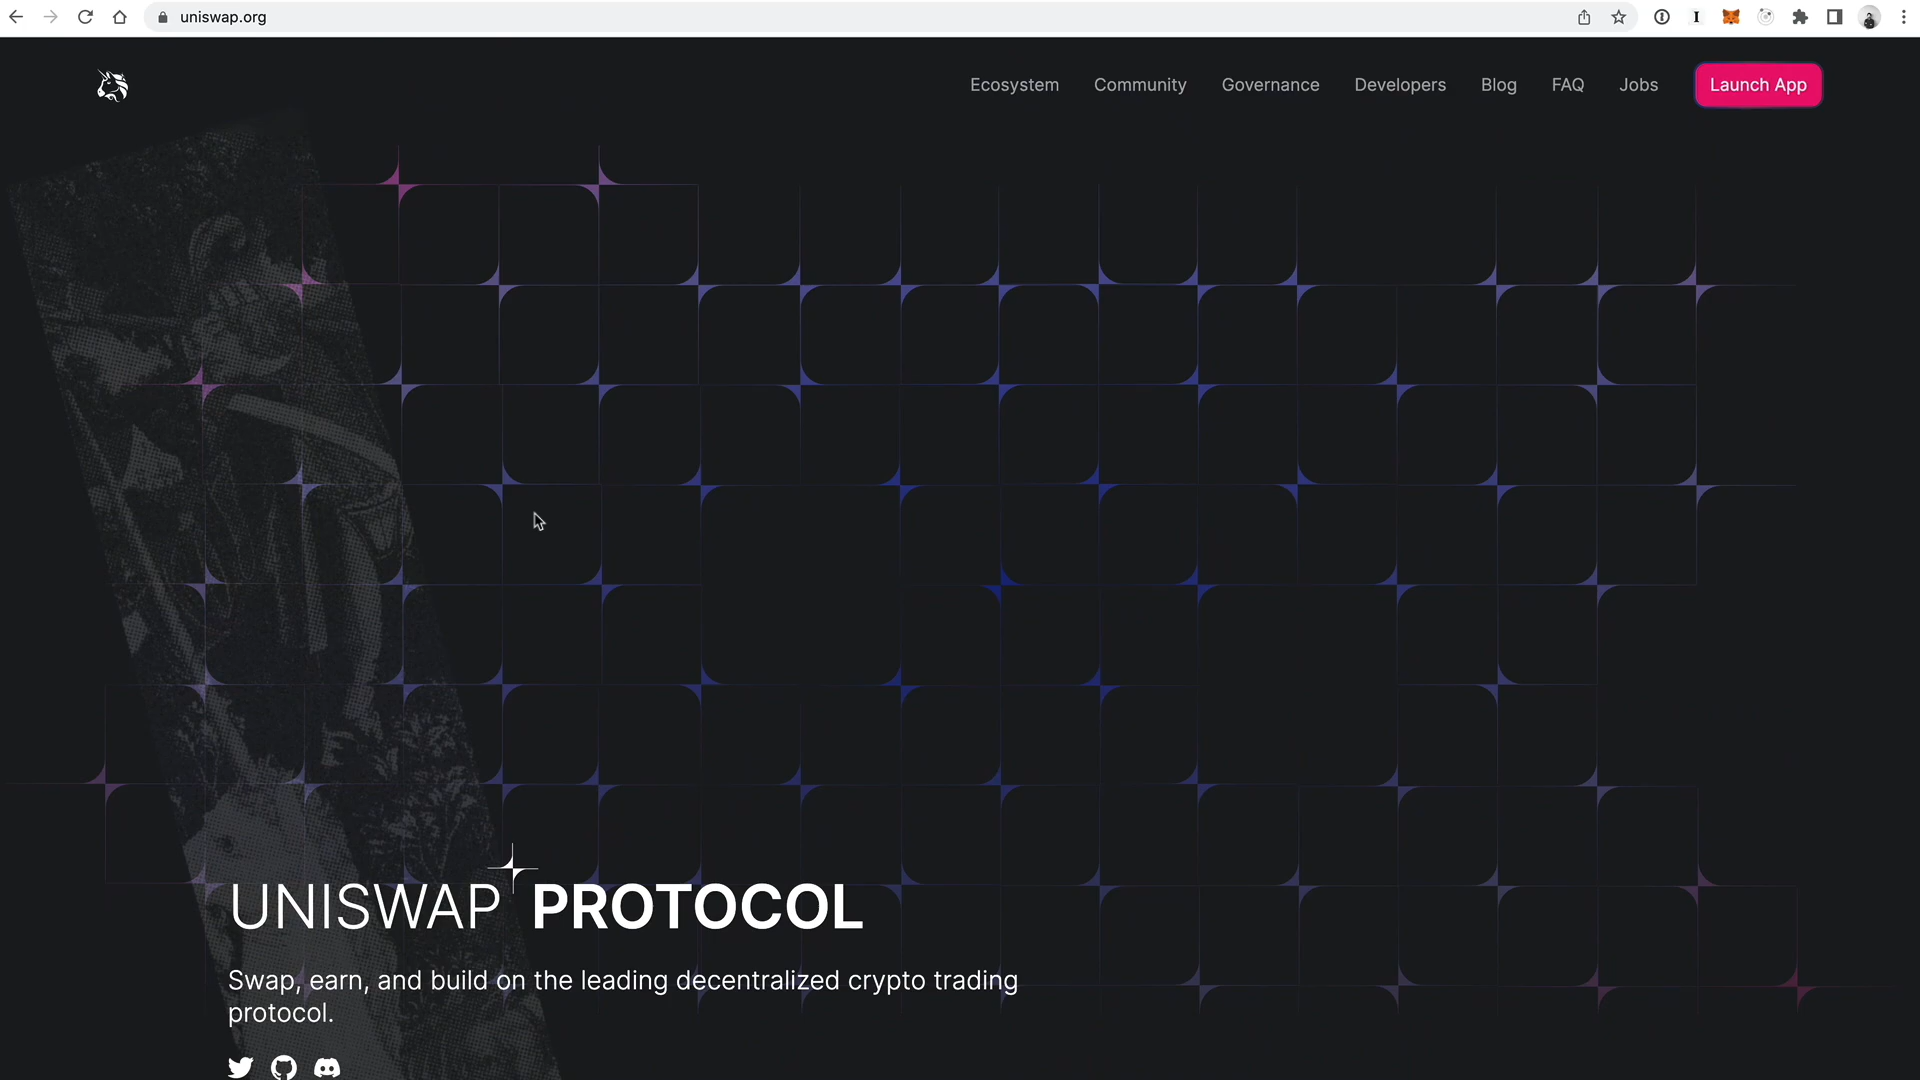 uniswap.org
Ecosystem Community Governance Developers Blog FAQ Jobs Launch App
UNISWAP PROTOCOL
Swap, earn, and build on the leading decentralized crypto trading
protocol.